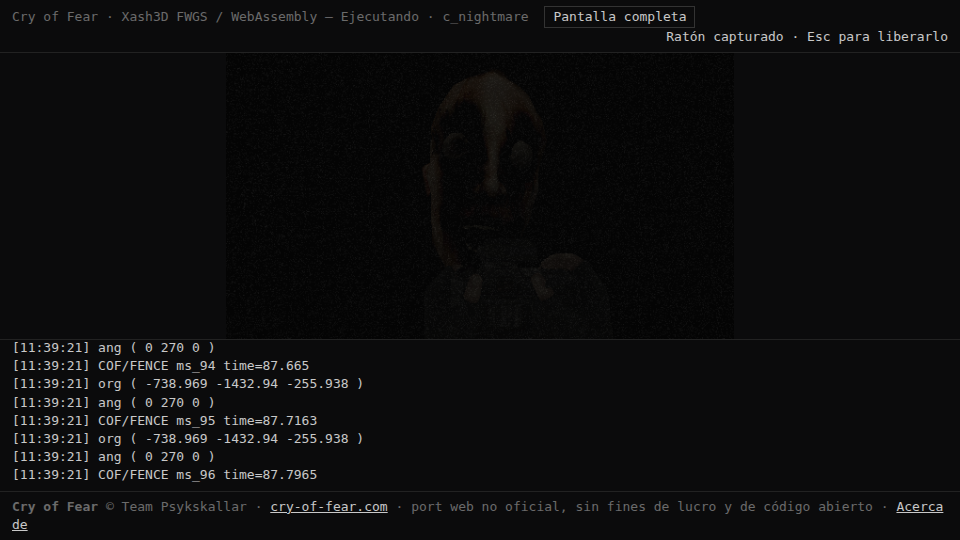 Cry of Fear · Xash3D FWGS / WebAssembly — Ejecutando · c_nightmare
Pantalla completa
Ratón capturado · Esc para liberarlo
[11:39:21] ang ( 0 270 0 )
[11:39:21] COF/FENCE ms_94 time=87.665
[11:39:21] org ( -738.969 -1432.94 -255.938 )
[11:39:21] ang ( 0 270 0 )
[11:39:21] COF/FENCE ms_95 time=87.7163
[11:39:21] org ( -738.969 -1432.94 -255.938 )
[11:39:21] ang ( 0 270 0 )
[11:39:21] COF/FENCE ms_96 time=87.7965
Cry of Fear © Team Psykskallar · cry-of-fear.com · port web no oficial, sin fines de lucro y de código abierto · Acerca
de